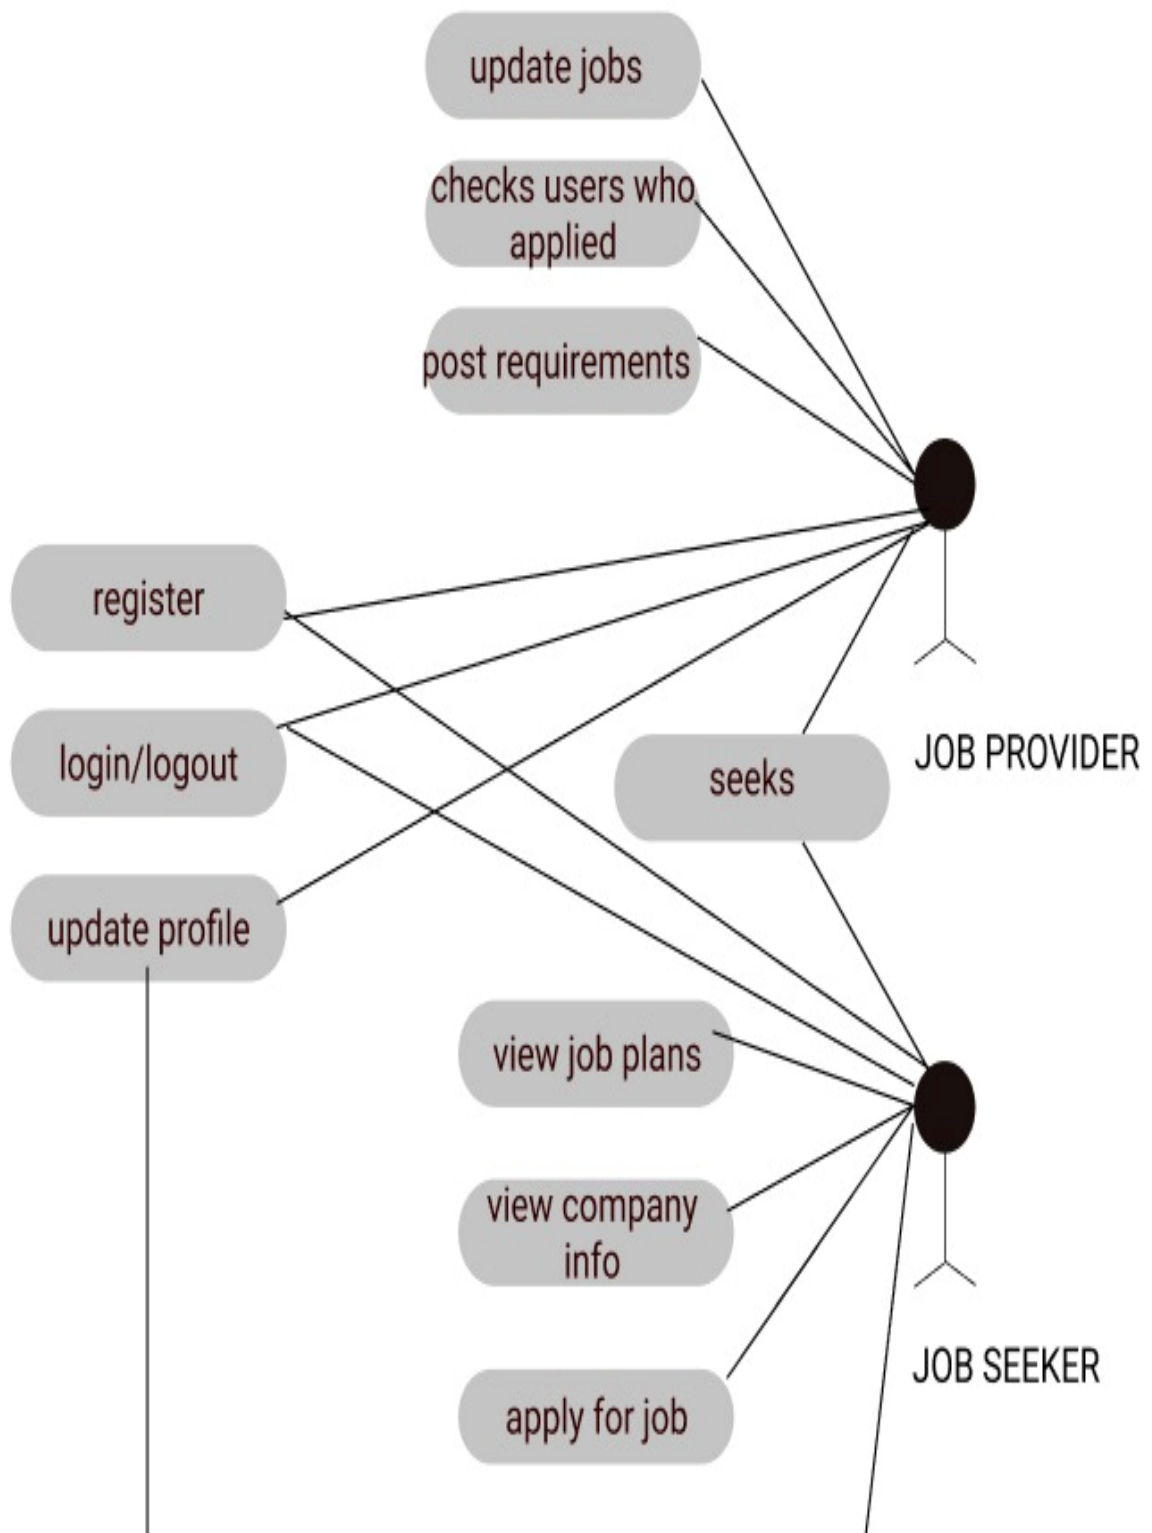 update jobs
checks users who
applied
post requirements
register
login/logout
seeks
JOB PROVIDER
update profile
view job plans
view company
info
apply for job
JOB SEEKER